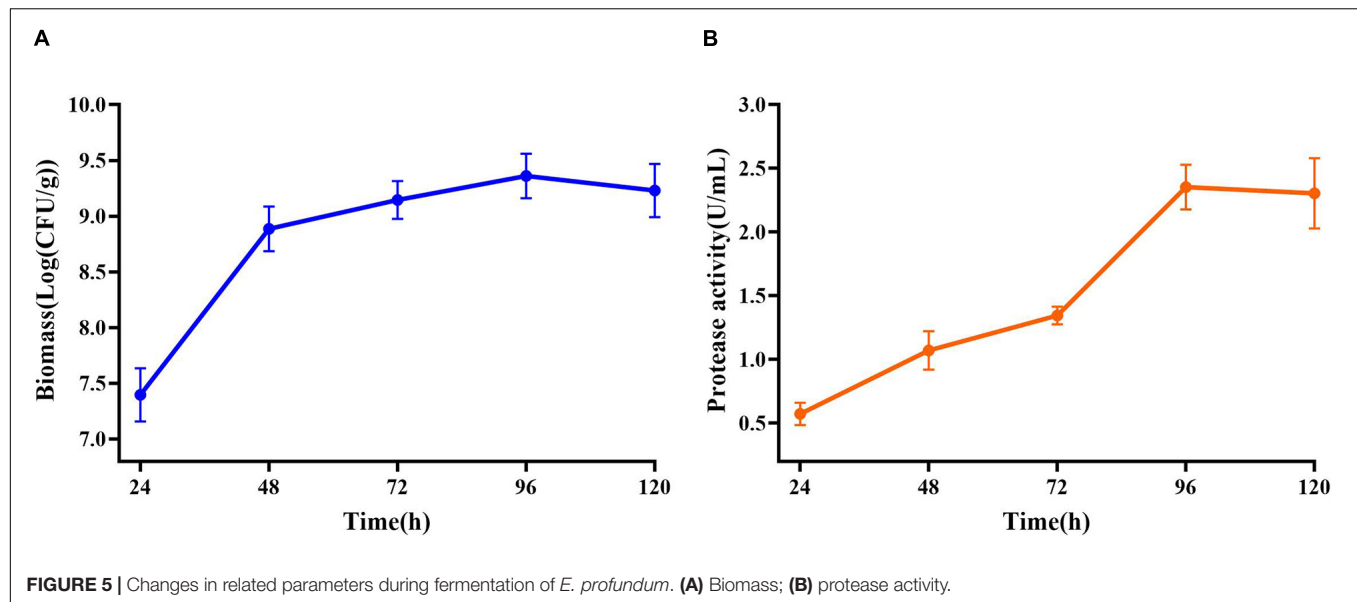 A
Biomass(Log(CFU/g))
10.0
9.5
9.0
8.5
8.0
7.5
7.0
24 48 72 96 120
Time(h)
B
Protease activity(U/mL)
3.0
2.5
2.0
1.5
1.0
0.5
24 48 72 96 120
Time(h)
FIGURE 5 | Changes in related parameters during fermentation of E. profundum. (A) Biomass; (B) protease activity.